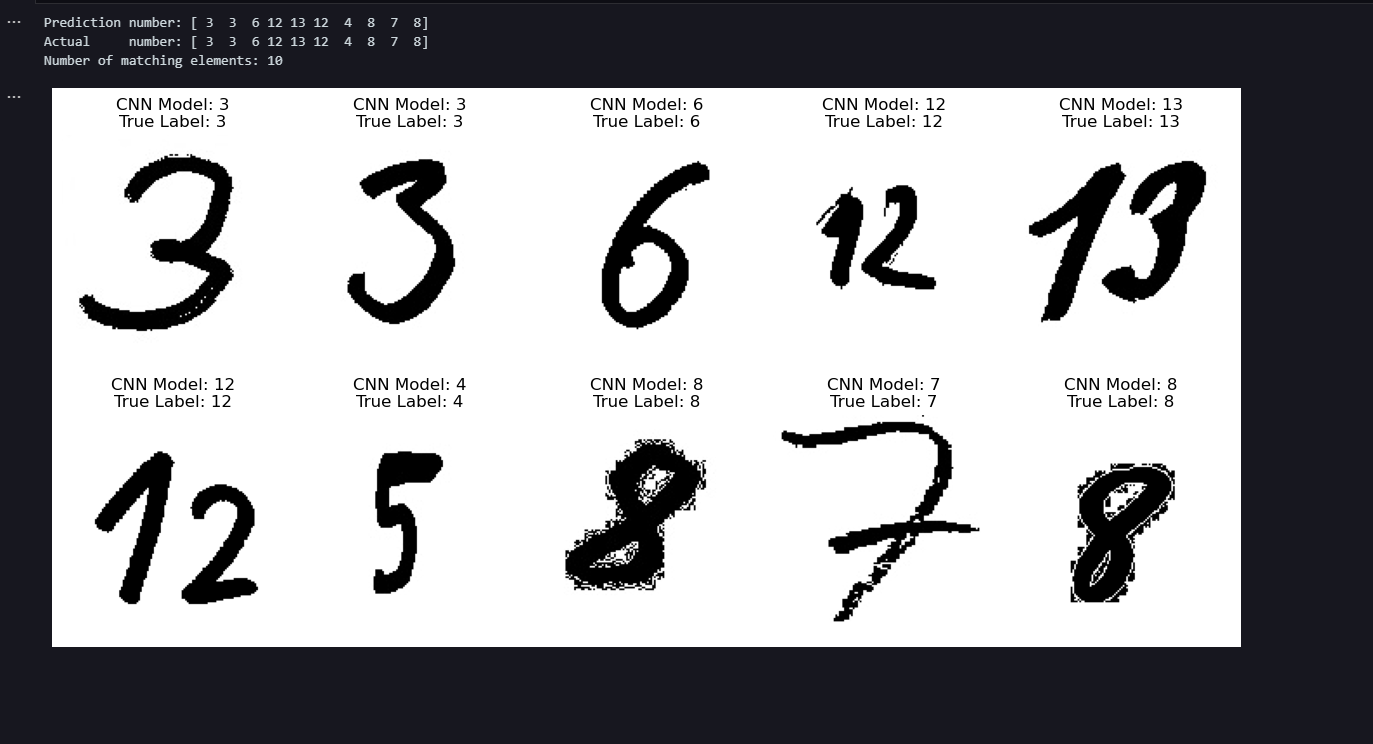 ...
Prediction number: [ 3  3  6 12 13 12  4  8  7  8]
Actual     number: [ 3  3  6 12 13 12  4  8  7  8]
Number of matching elements: 10
...
CNN Model: 3 CNN Model: 3 CNN Model: 6 CNN Model: 12 CNN Model: 13
True Label: 3 True Label: 3 True Label: 6 True Label: 12 True Label: 13
3 3 6 12 13
CNN Model: 12 CNN Model: 4 CNN Model: 8 CNN Model: 7 CNN Model: 8
True Label: 12 True Label: 4 True Label: 8 True Label: 7 True Label: 8
12 5 8 7 8